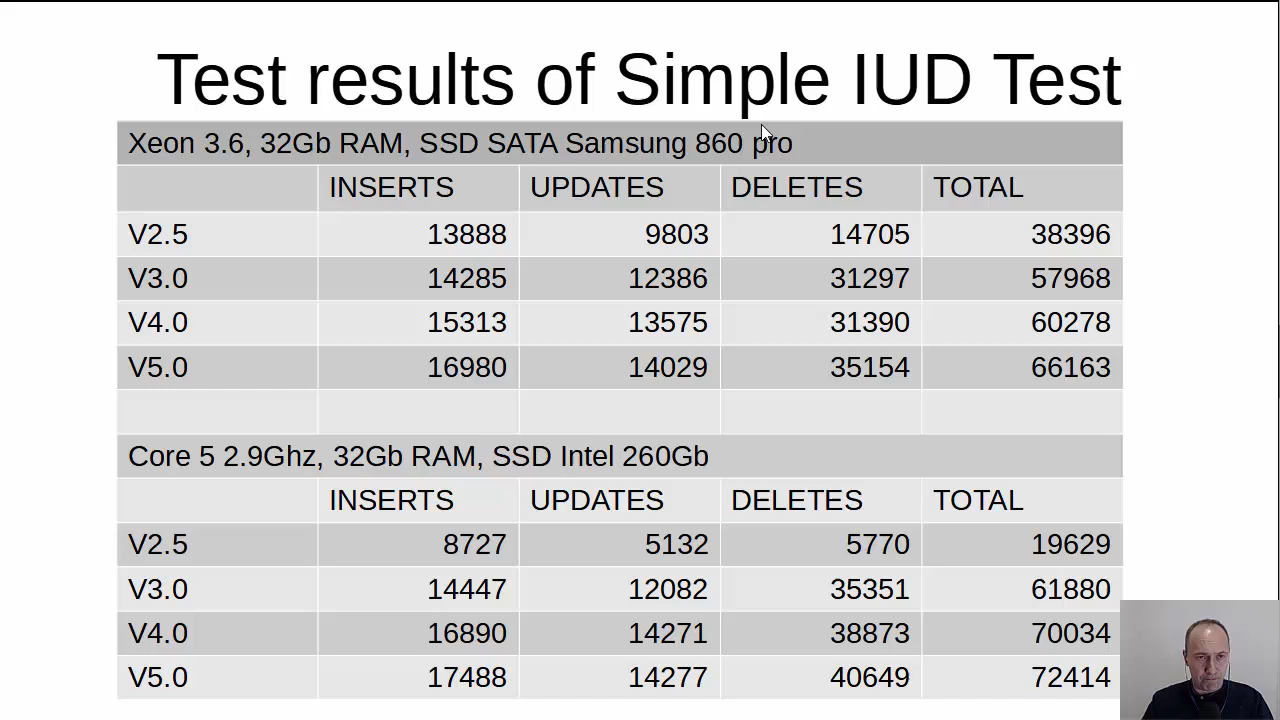 Test results of Simple IUD Test
Xeon 3.6, 32Gb RAM, SSD SATA Samsung 860 pro
INSERTS UPDATES DELETES TOTAL
V2.5 13888 9803 14705 38396
V3.0 14285 12386 31297 57968
V4.0 15313 13575 31390 60278
V5.0 16980 14029 35154 66163
Core 5 2.9Ghz, 32Gb RAM, SSD Intel 260Gb
INSERTS UPDATES DELETES TOTAL
V2.5 8727 5132 5770 19629
V3.0 14447 12082 35351 61880
V4.0 16890 14271 38873 70034
V5.0 17488 14277 40649 72414